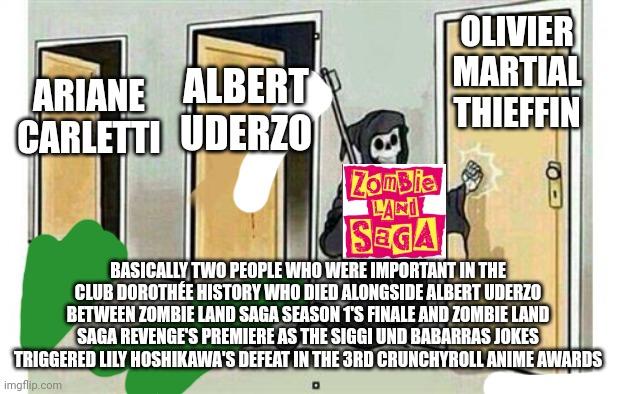 ARIANE
CARLETTI
ALBERT
UDERZO
OLIVIER
MARTIAL
THIEFFIN
ZOMBiE
LAND
SAGA
BASICALLY TWO PEOPLE WHO WERE IMPORTANT IN THE
CLUB DOROTHÉE HISTORY WHO DIED ALONGSIDE ALBERT UDERZO
BETWEEN ZOMBIE LAND SAGA SEASON 1'S FINALE AND ZOMBIE LAND
SAGA REVENGE'S PREMIERE AS THE SIGGI UND BABARRAS JOKES
TRIGGERED LILY HOSHIKAWA'S DEFEAT IN THE 3RD CRUNCHYROLL ANIME AWARDS
imgflip.com